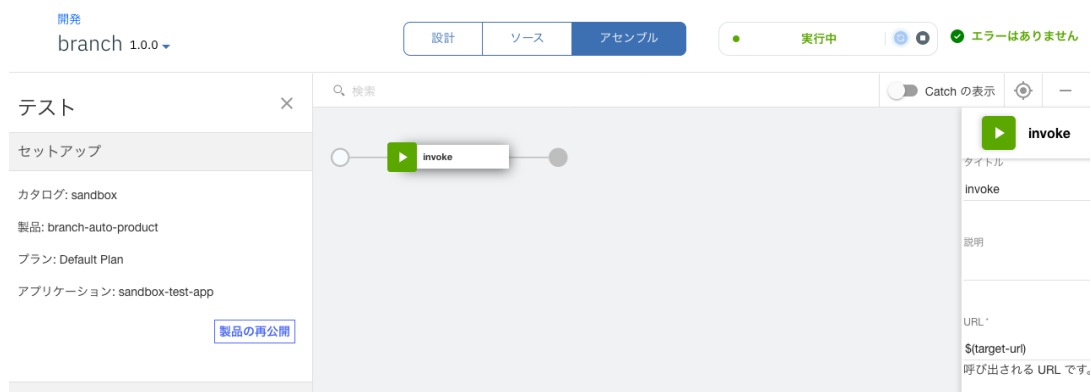 開発
branch 1.0.0
設計 ソース アセンブル
実行中
エラーはありません
テスト
検索
Catch の表示
invoke
セットアップ
invoke
タイトル
invoke
カタログ: sandbox
製品: branch-auto-product
説明
プラン: Default Plan
アプリケーション: sandbox-test-app
製品の再公開
URL *
$(target-url)
呼び出される URL です。